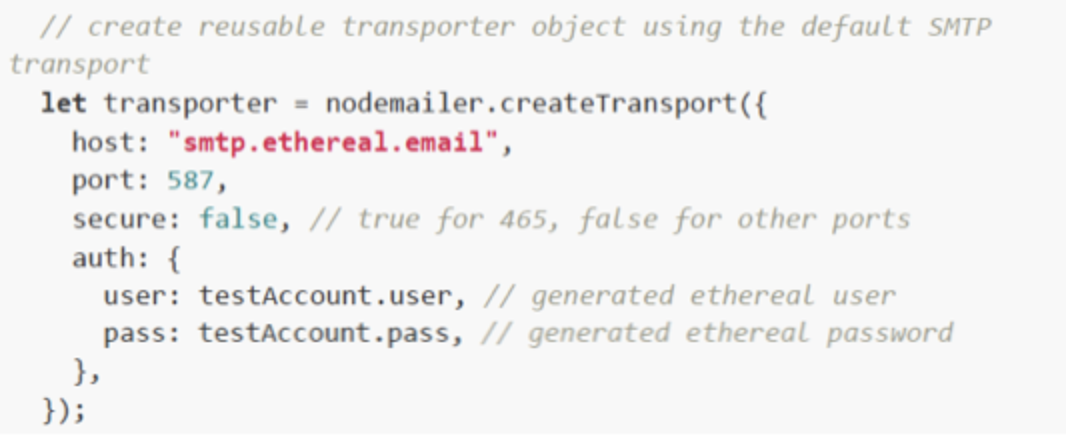 // create reusable transporter object using the default SMTP
transport
let transporter = nodemailer.createTransport({
host: "smtp.ethereal.email",
port: 587,
secure: false, // true for 465, false for other ports
auth: {
user: testAccount.user, // generated ethereal user
pass: testAccount.pass, // generated ethereal password
},
});